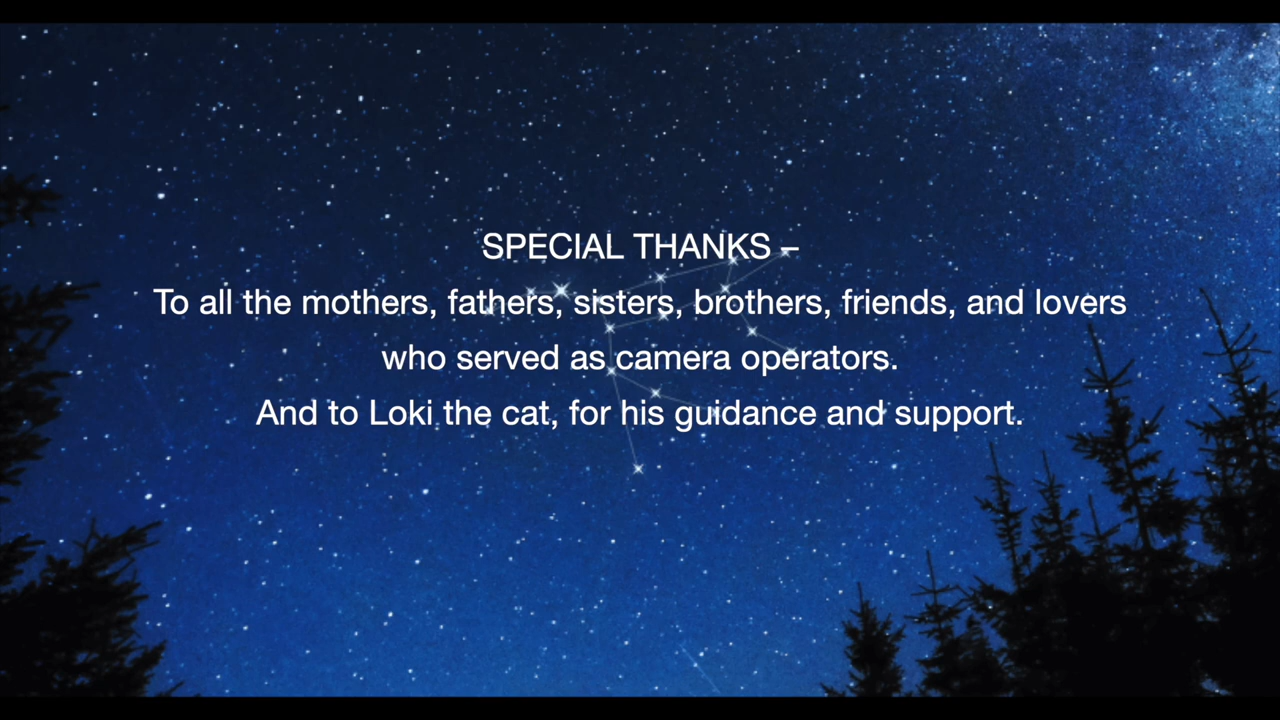 SPECIAL THANKS –
To all the mothers, fathers, sisters, brothers, friends, and lovers
who served as camera operators.
And to Loki the cat, for his guidance and support.